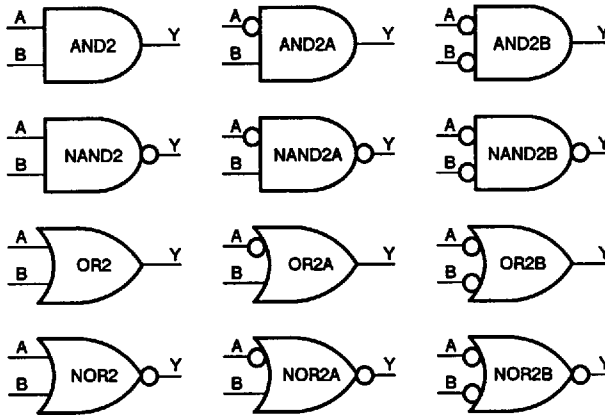 A B AND2 Y
A B AND2A Y
A B AND2B Y
A B NAND2 Y
A B NAND2A Y
A B NAND2B Y
A B OR2 Y
A B OR2A Y
A B OR2B Y
A B NOR2 Y
A B NOR2A Y
A B NOR2B Y